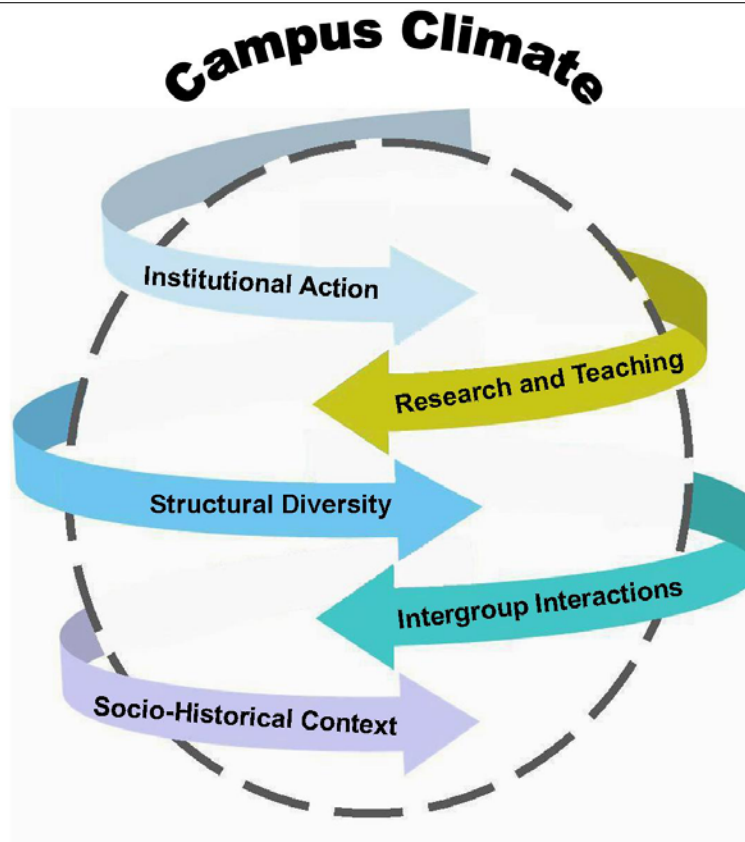 Campus Climate
Institutional Action
Research and Teaching
Structural Diversity
Intergroup Interactions
Socio-Historical Context